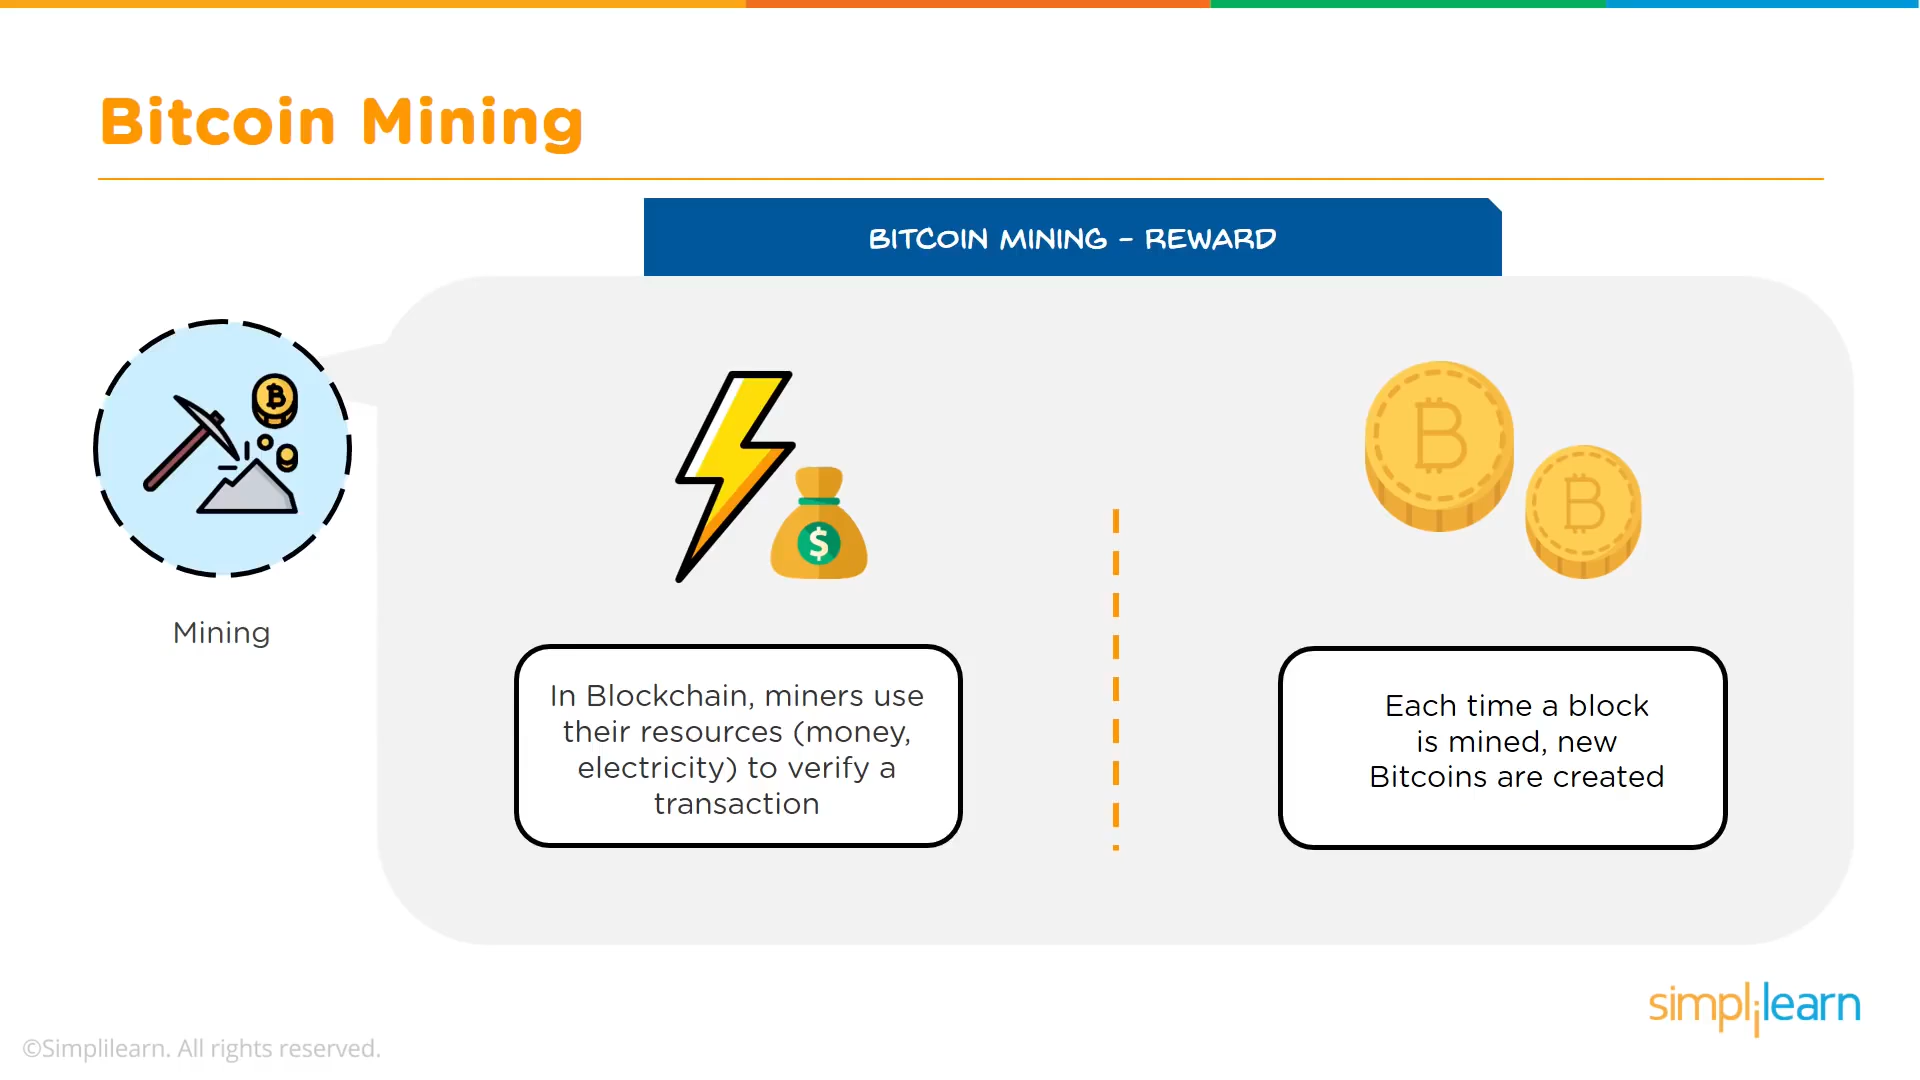 Bitcoin Mining
BITCOIN MINING - REWARD
Mining
$
In Blockchain, miners use
their resources (money,
electricity) to verify a
transaction
Each time a block
is mined, new
Bitcoins are created
simplilearn
©Simplilearn. All rights reserved.